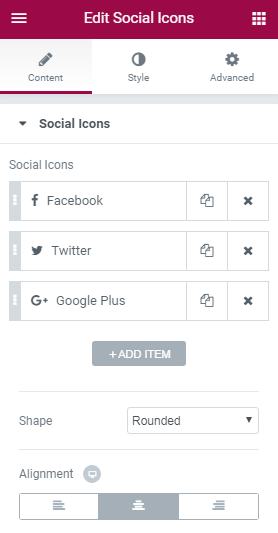 Edit Social Icons
Content Style Advanced
Social Icons
Social Icons
Facebook
Twitter
Google Plus
+ ADD ITEM
Shape Rounded
Alignment